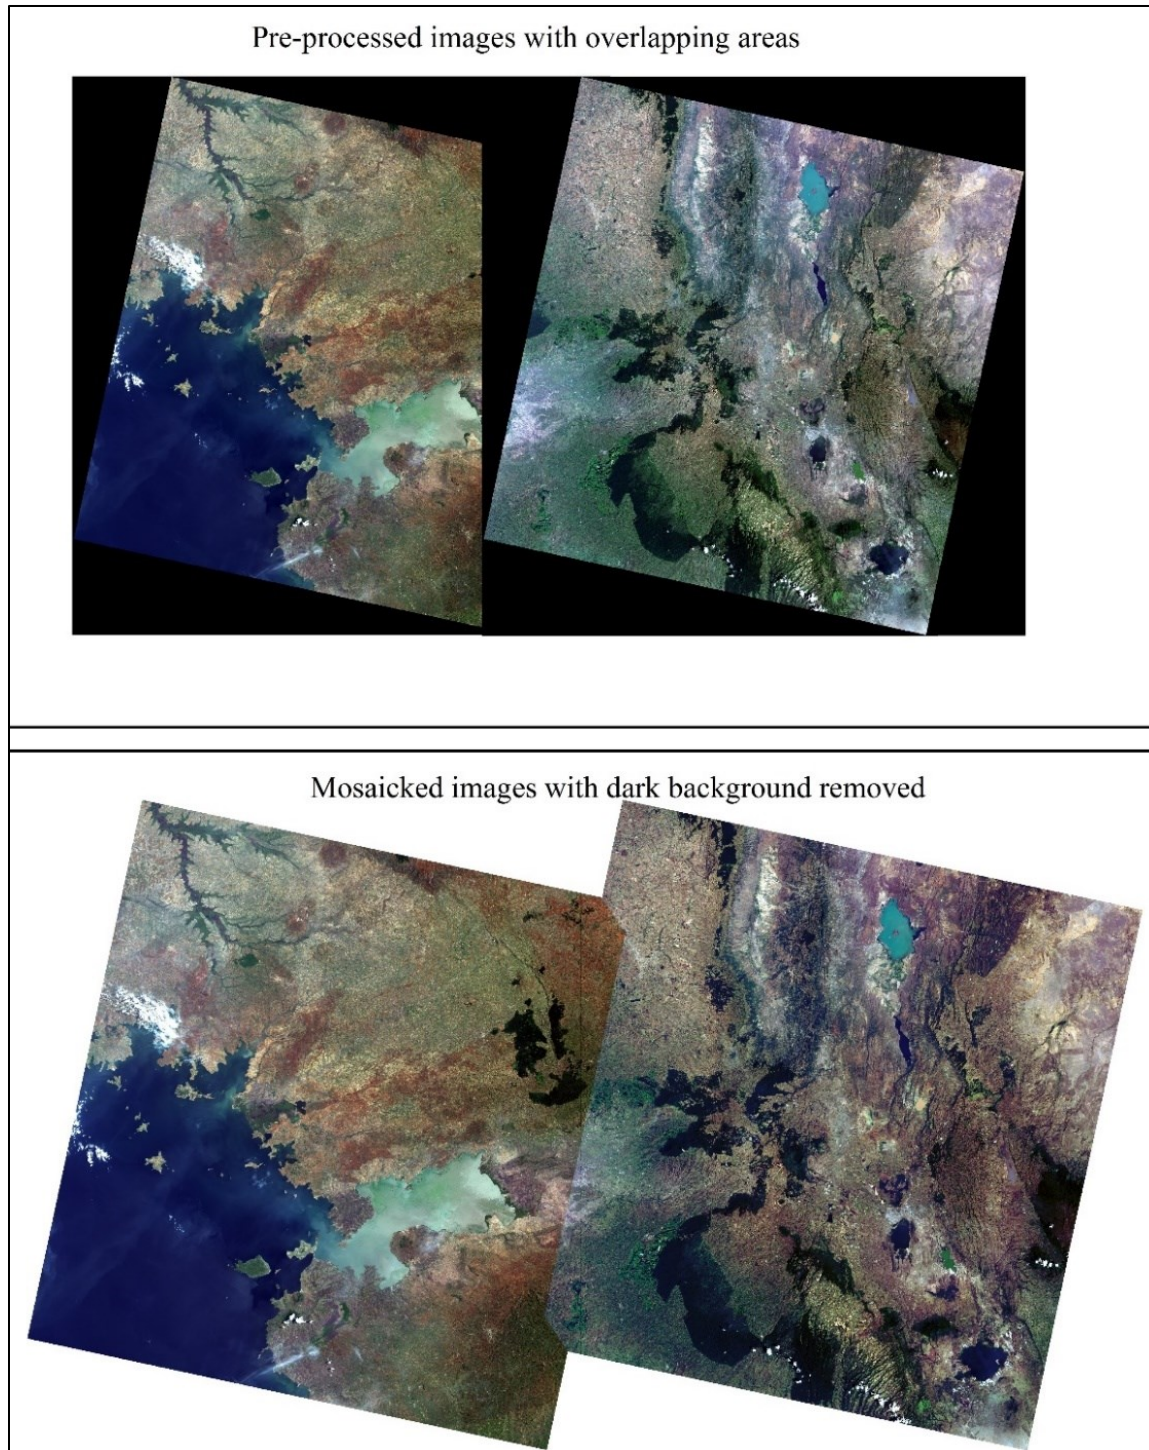 Pre-processed images with overlapping areas
Mosaicked images with dark background removed